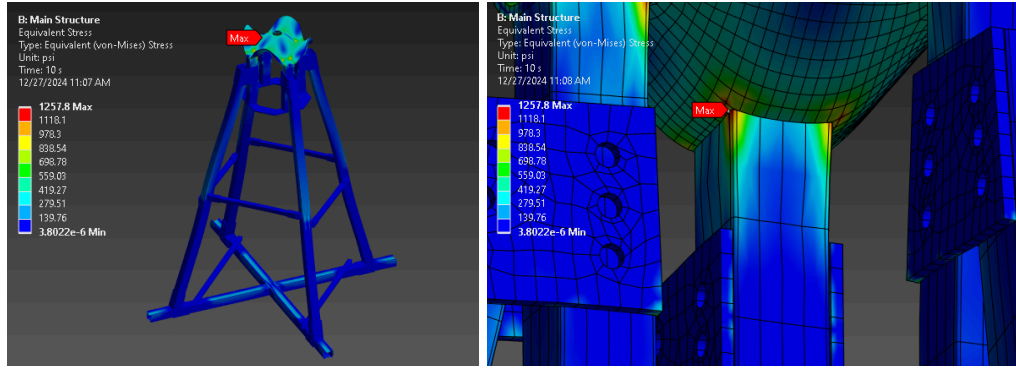 B: Main Structure
Equivalent Stress
Type: Equivalent (von-Mises) Stress
Unit: psi
Time: 10 s
12/27/2024 11:07 AM
Max
1257.8 Max
1118.1
978.3
838.54
698.78
559.03
419.27
279.51
139.76
3.8022e-6 Min
B: Main Structure
Equivalent Stress
Type: Equivalent (von-Mises) Stress
Unit: psi
Time: 10 s
12/27/2024 11:08 AM
Max
1257.8 Max
1118.1
978.3
838.54
698.78
559.03
419.27
279.51
139.76
3.8022e-6 Min